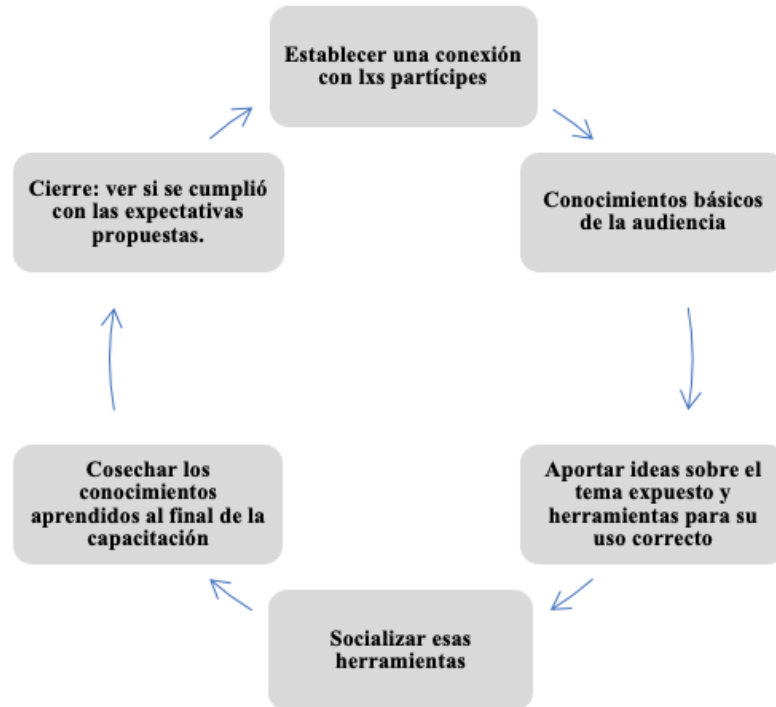 Establecer una conexión
con lxs partícipes
Conocimientos básicos
de la audiencia
Aportar ideas sobre el
tema expuesto y
herramientas para su
uso correcto
Socializar esas
herramientas
Cosechar los
conocimientos
aprendidos al final de la
capacitación
Cierre: ver si se cumplió
con las expectativas
propuestas.